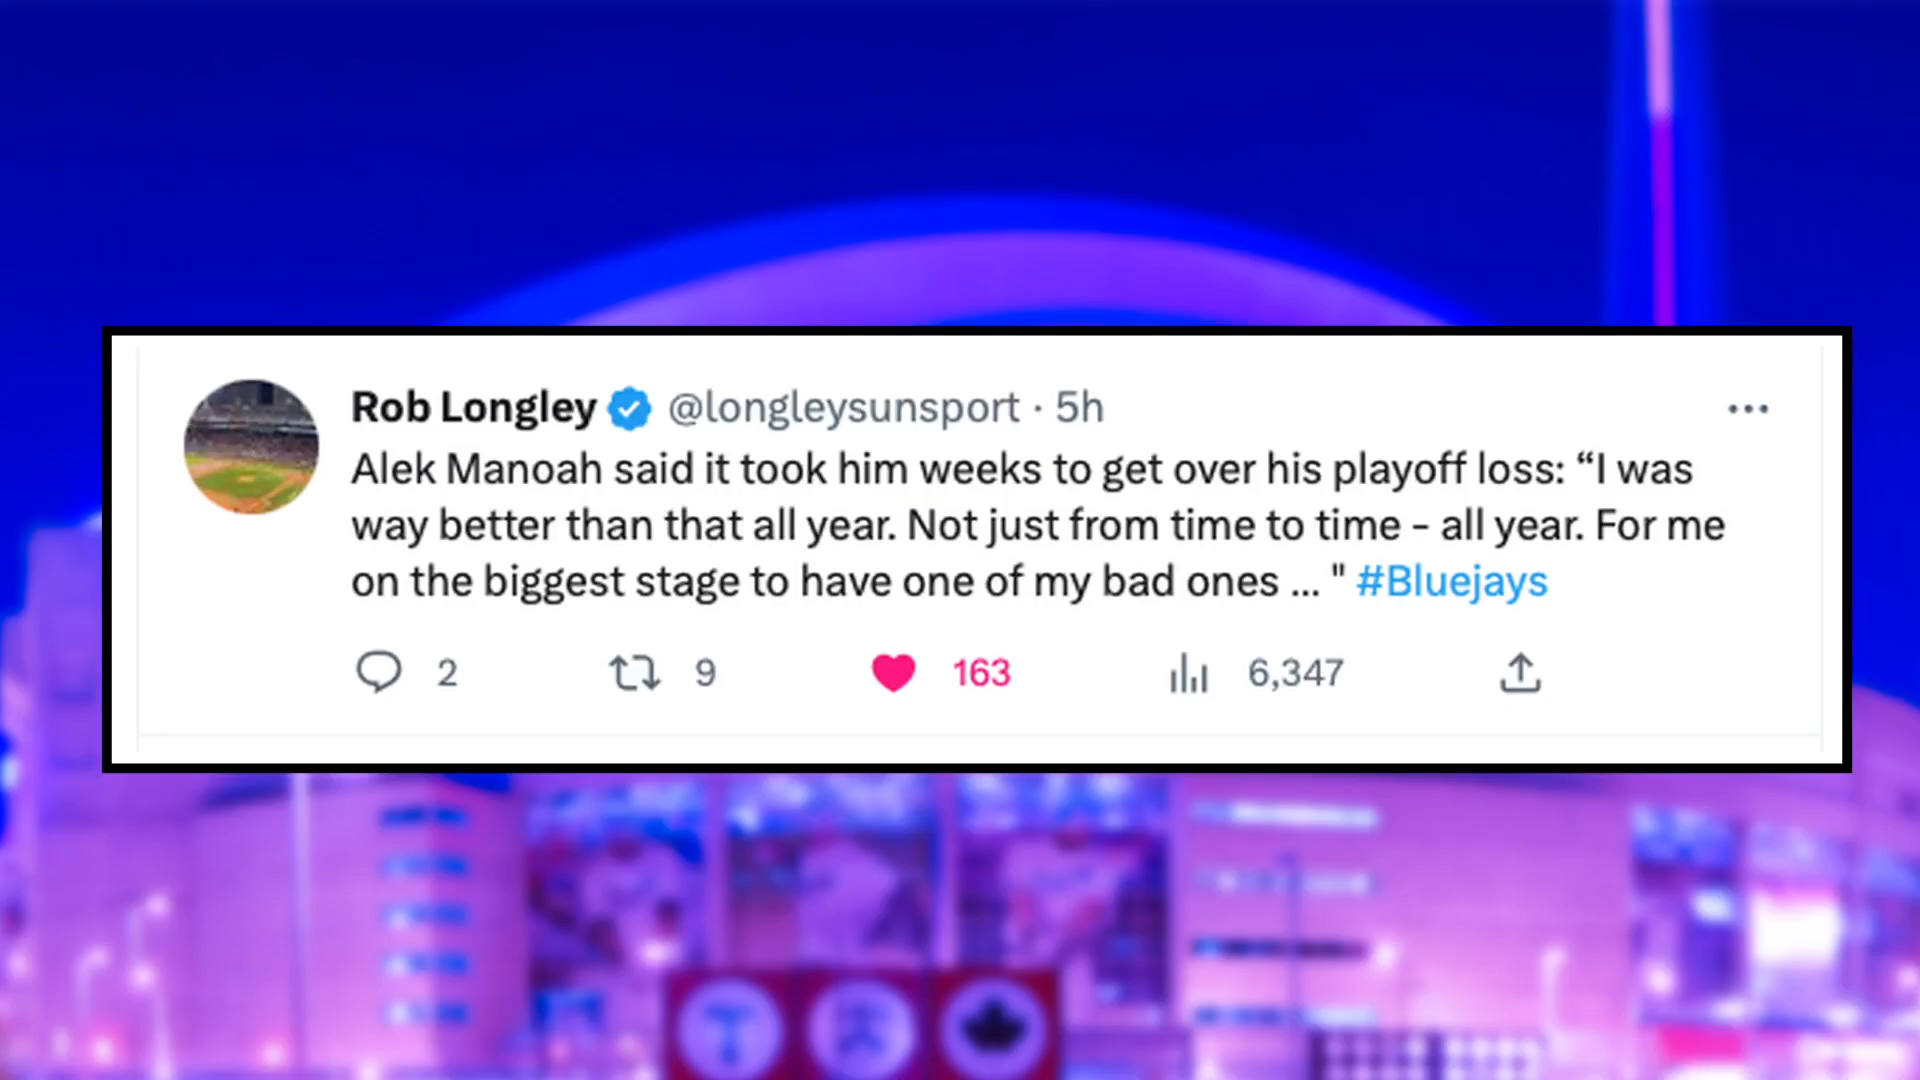 Rob Longley @longleysunsport · 5h
Alek Manoah said it took him weeks to get over his playoff loss: “I was
way better than that all year. Not just from time to time - all year. For me
on the biggest stage to have one of my bad ones ... " #Bluejays
2 9 163 6,347